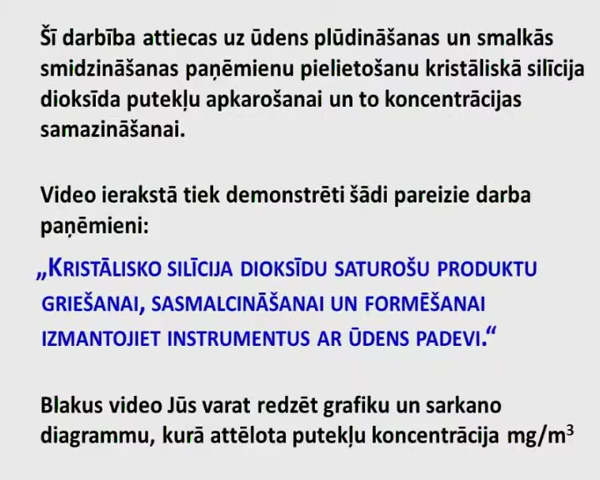 Šī darbība attiecas uz ūdens plūdināšanas un smalkās
smidzināšanas paņēmienu pielietošanu kristāliskā silīcija
dioksīda putekļu apkarošanai un to koncentrācijas
samazināšanai.
Video ierakstā tiek demonstrēti šādi pareizie darba
paņēmieni:
„KRISTĀLISKO SILĪCIJA DIOKSĪDU SATUROŠU PRODUKTU
GRIEŠANAI, SASMALCINĀŠANAI UN FORMĒŠANAI
IZMANTOJIET INSTRUMENTUS AR ŪDENS PADEVI.“
Blakus video Jūs varat redzēt grafiku un sarkano
diagrammu, kurā attēlota putekļu koncentrācija mg/m³